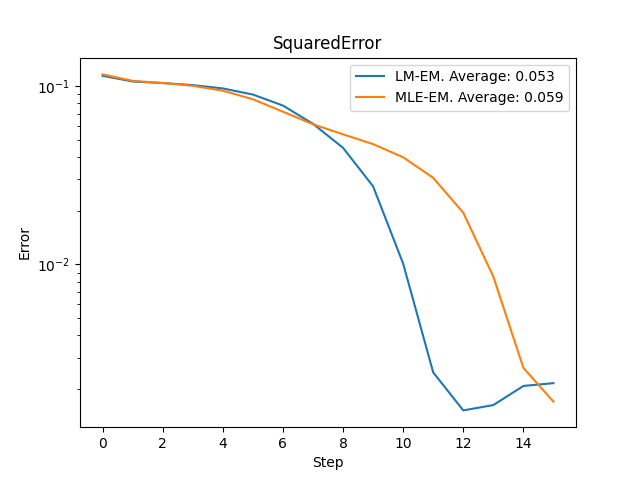 SquaredError
LM-EM. Average: 0.053
MLE-EM. Average: 0.059
10⁻¹
10⁻²
Error
0 2 4 6 8 10 12 14
Step